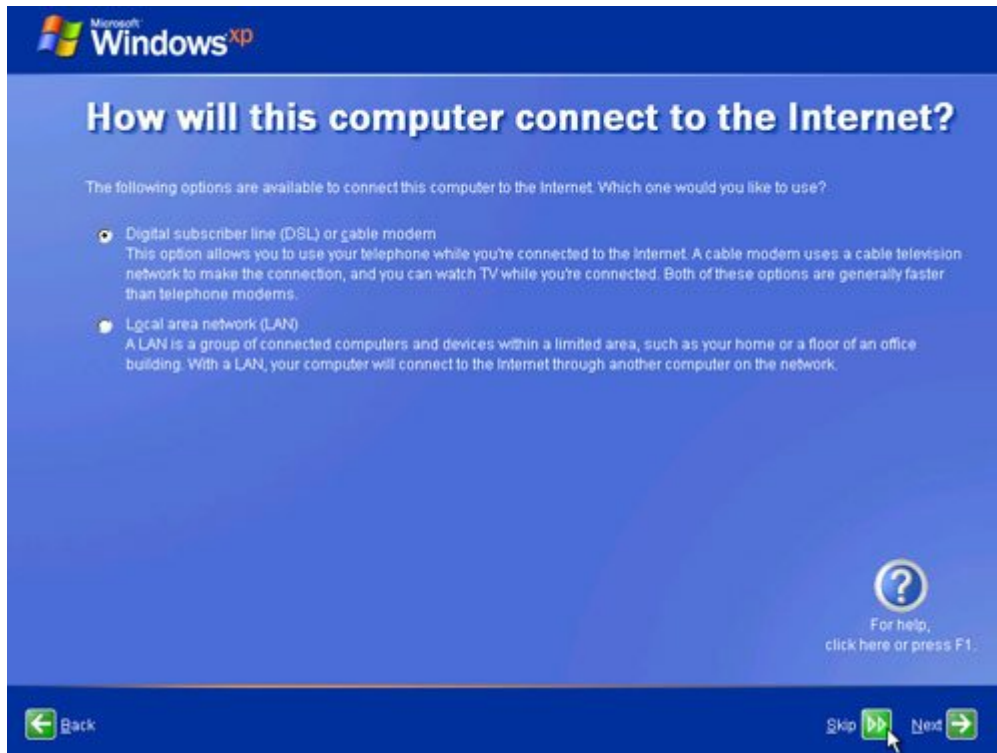 Microsoft
Windows xp
How will this computer connect to the Internet?
The following options are available to connect this computer to the Internet. Which one would you like to use?
Digital subscriber line (DSL) or cable modem
This option allows you to use your telephone while you're connected to the Internet. A cable modem uses a cable television
network to make the connection, and you can watch TV while you're connected. Both of these options are generally faster
than telephone modems.
Local area network (LAN)
A LAN is a group of connected computers and devices within a limited area, such as your home or a floor of an office
building. With a LAN, your computer will connect to the Internet through another computer on the network.
?
For help,
click here or press F1.
Back
Skip Next